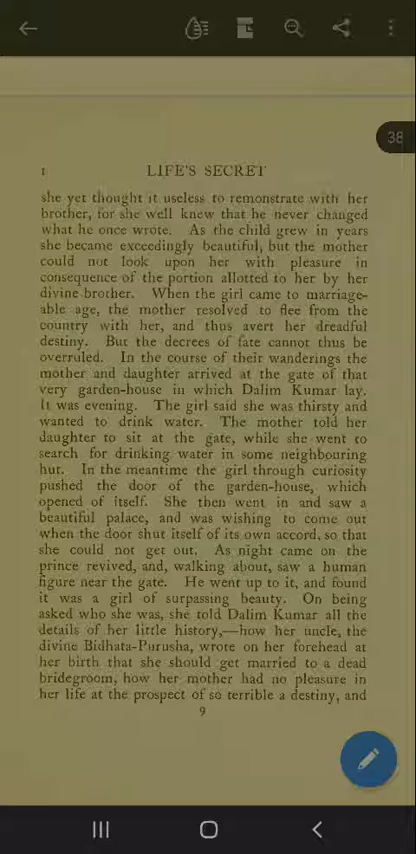 38
I LIFE'S SECRET
she yet thought it useless to remonstrate with her
brother, for she well knew that he never changed
what he once wrote. As the child grew in years
she became exceedingly beautiful, but the mother
could not look upon her with pleasure in
consequence of the portion allotted to her by her
divine brother. When the girl came to marriage-
able age, the mother resolved to flee from the
country with her, and thus avert her dreadful
destiny. But the decrees of fate cannot thus be
overruled. In the course of their wanderings the
mother and daughter arrived at the gate of that
very garden-house in which Dalim Kumar lay.
It was evening. The girl said she was thirsty and
wanted to drink water. The mother told her
daughter to sit at the gate, while she went to
search for drinking water in some neighbouring
hut. In the meantime the girl through curiosity
pushed the door of the garden-house, which
opened of itself. She then went in and saw a
beautiful palace, and was wishing to come out
when the door shut itself of its own accord, so that
she could not get out. As night came on the
prince revived, and, walking about, saw a human
figure near the gate. He went up to it, and found
it was a girl of surpassing beauty. On being
asked who she was, she told Dalim Kumar all the
details of her little history,—how her uncle, the
divine Bidhata-Purusha, wrote on her forehead at
her birth that she should get married to a dead
bridegroom, how her mother had no pleasure in
her life at the prospect of so terrible a destiny, and
9